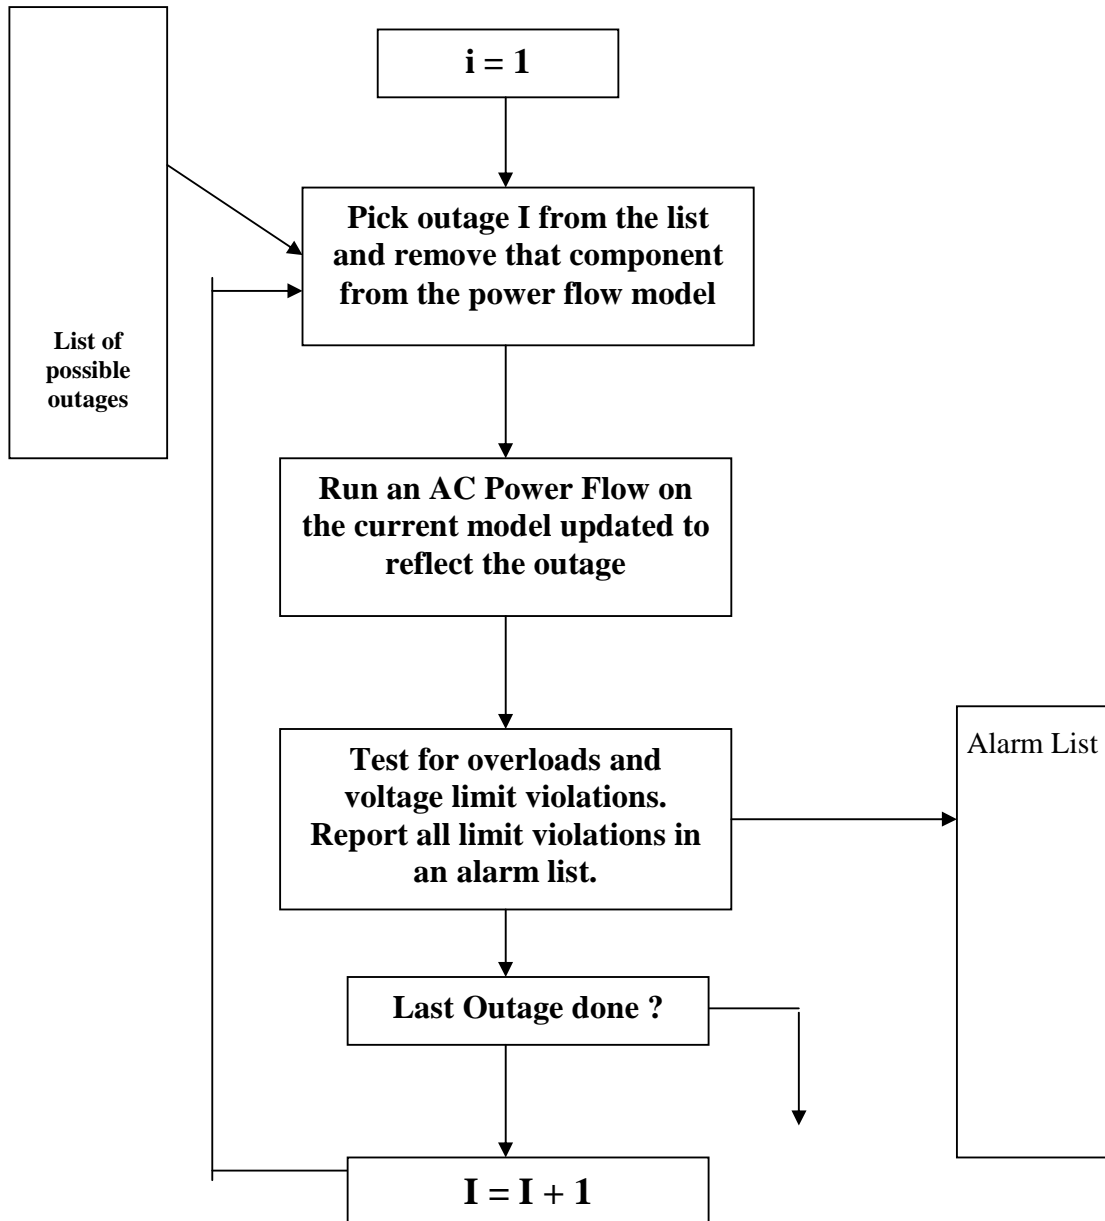 i = 1
Pick outage I from the list
and remove that component
from the power flow model
List of
possible
outages
Run an AC Power Flow on
the current model updated to
reflect the outage
Test for overloads and
voltage limit violations.
Report all limit violations in
an alarm list.
Alarm List
Last Outage done ?
I = I + 1